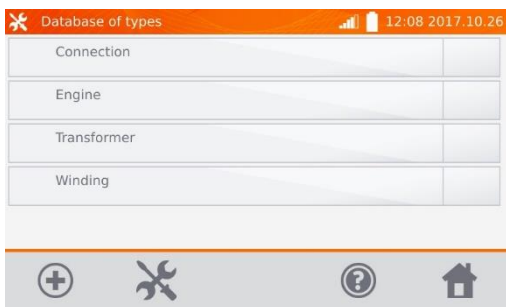 Database of types 12:08 2017.10.26
Connection
Engine
Transformer
Winding